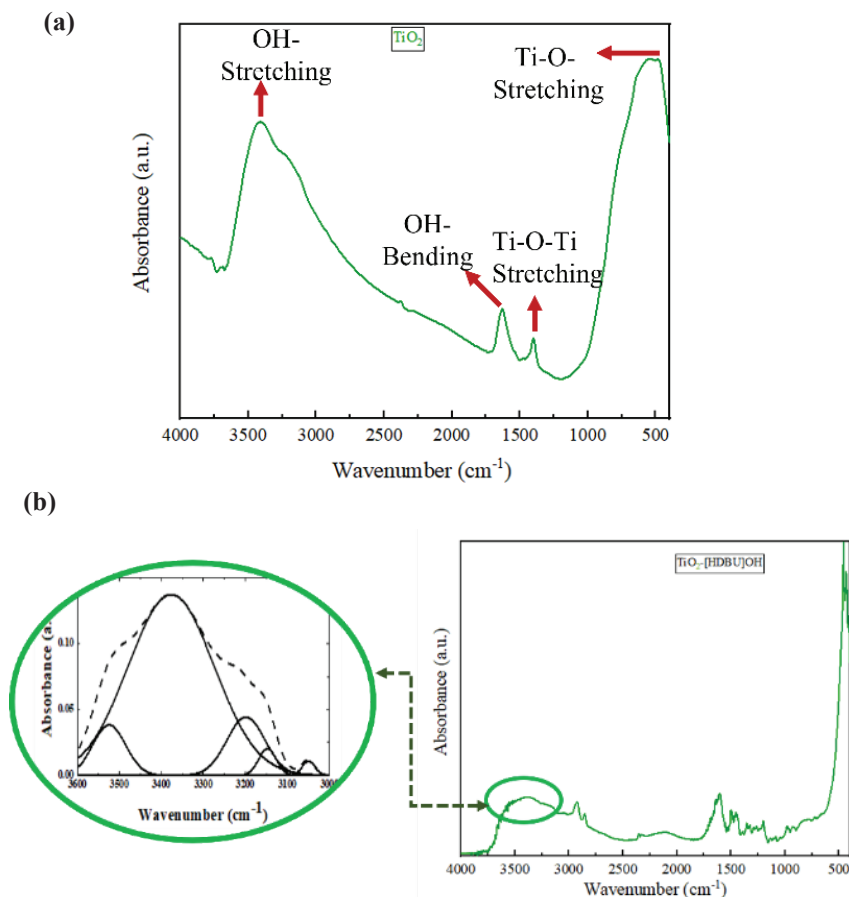 (a)
TiO2
OH-
Stretching
Ti-O-
Stretching
OH-
Bending
Ti-O-Ti
Stretching
Absorbance (a.u.)
4000 3500 3000 2500 2000 1500 1000 500
Wavenumber (cm-1)
(b)
Absorbance (a.
0.10
0.05
0.00
3600 3500 3400 3300 3200 3100 3000
Wavenumber (cm-1)
TiO2-[HDBU]OH
Absorbance (a.u.)
4000 3500 3000 2500 2000 1500 1000 500
Wavenumber (cm-1)